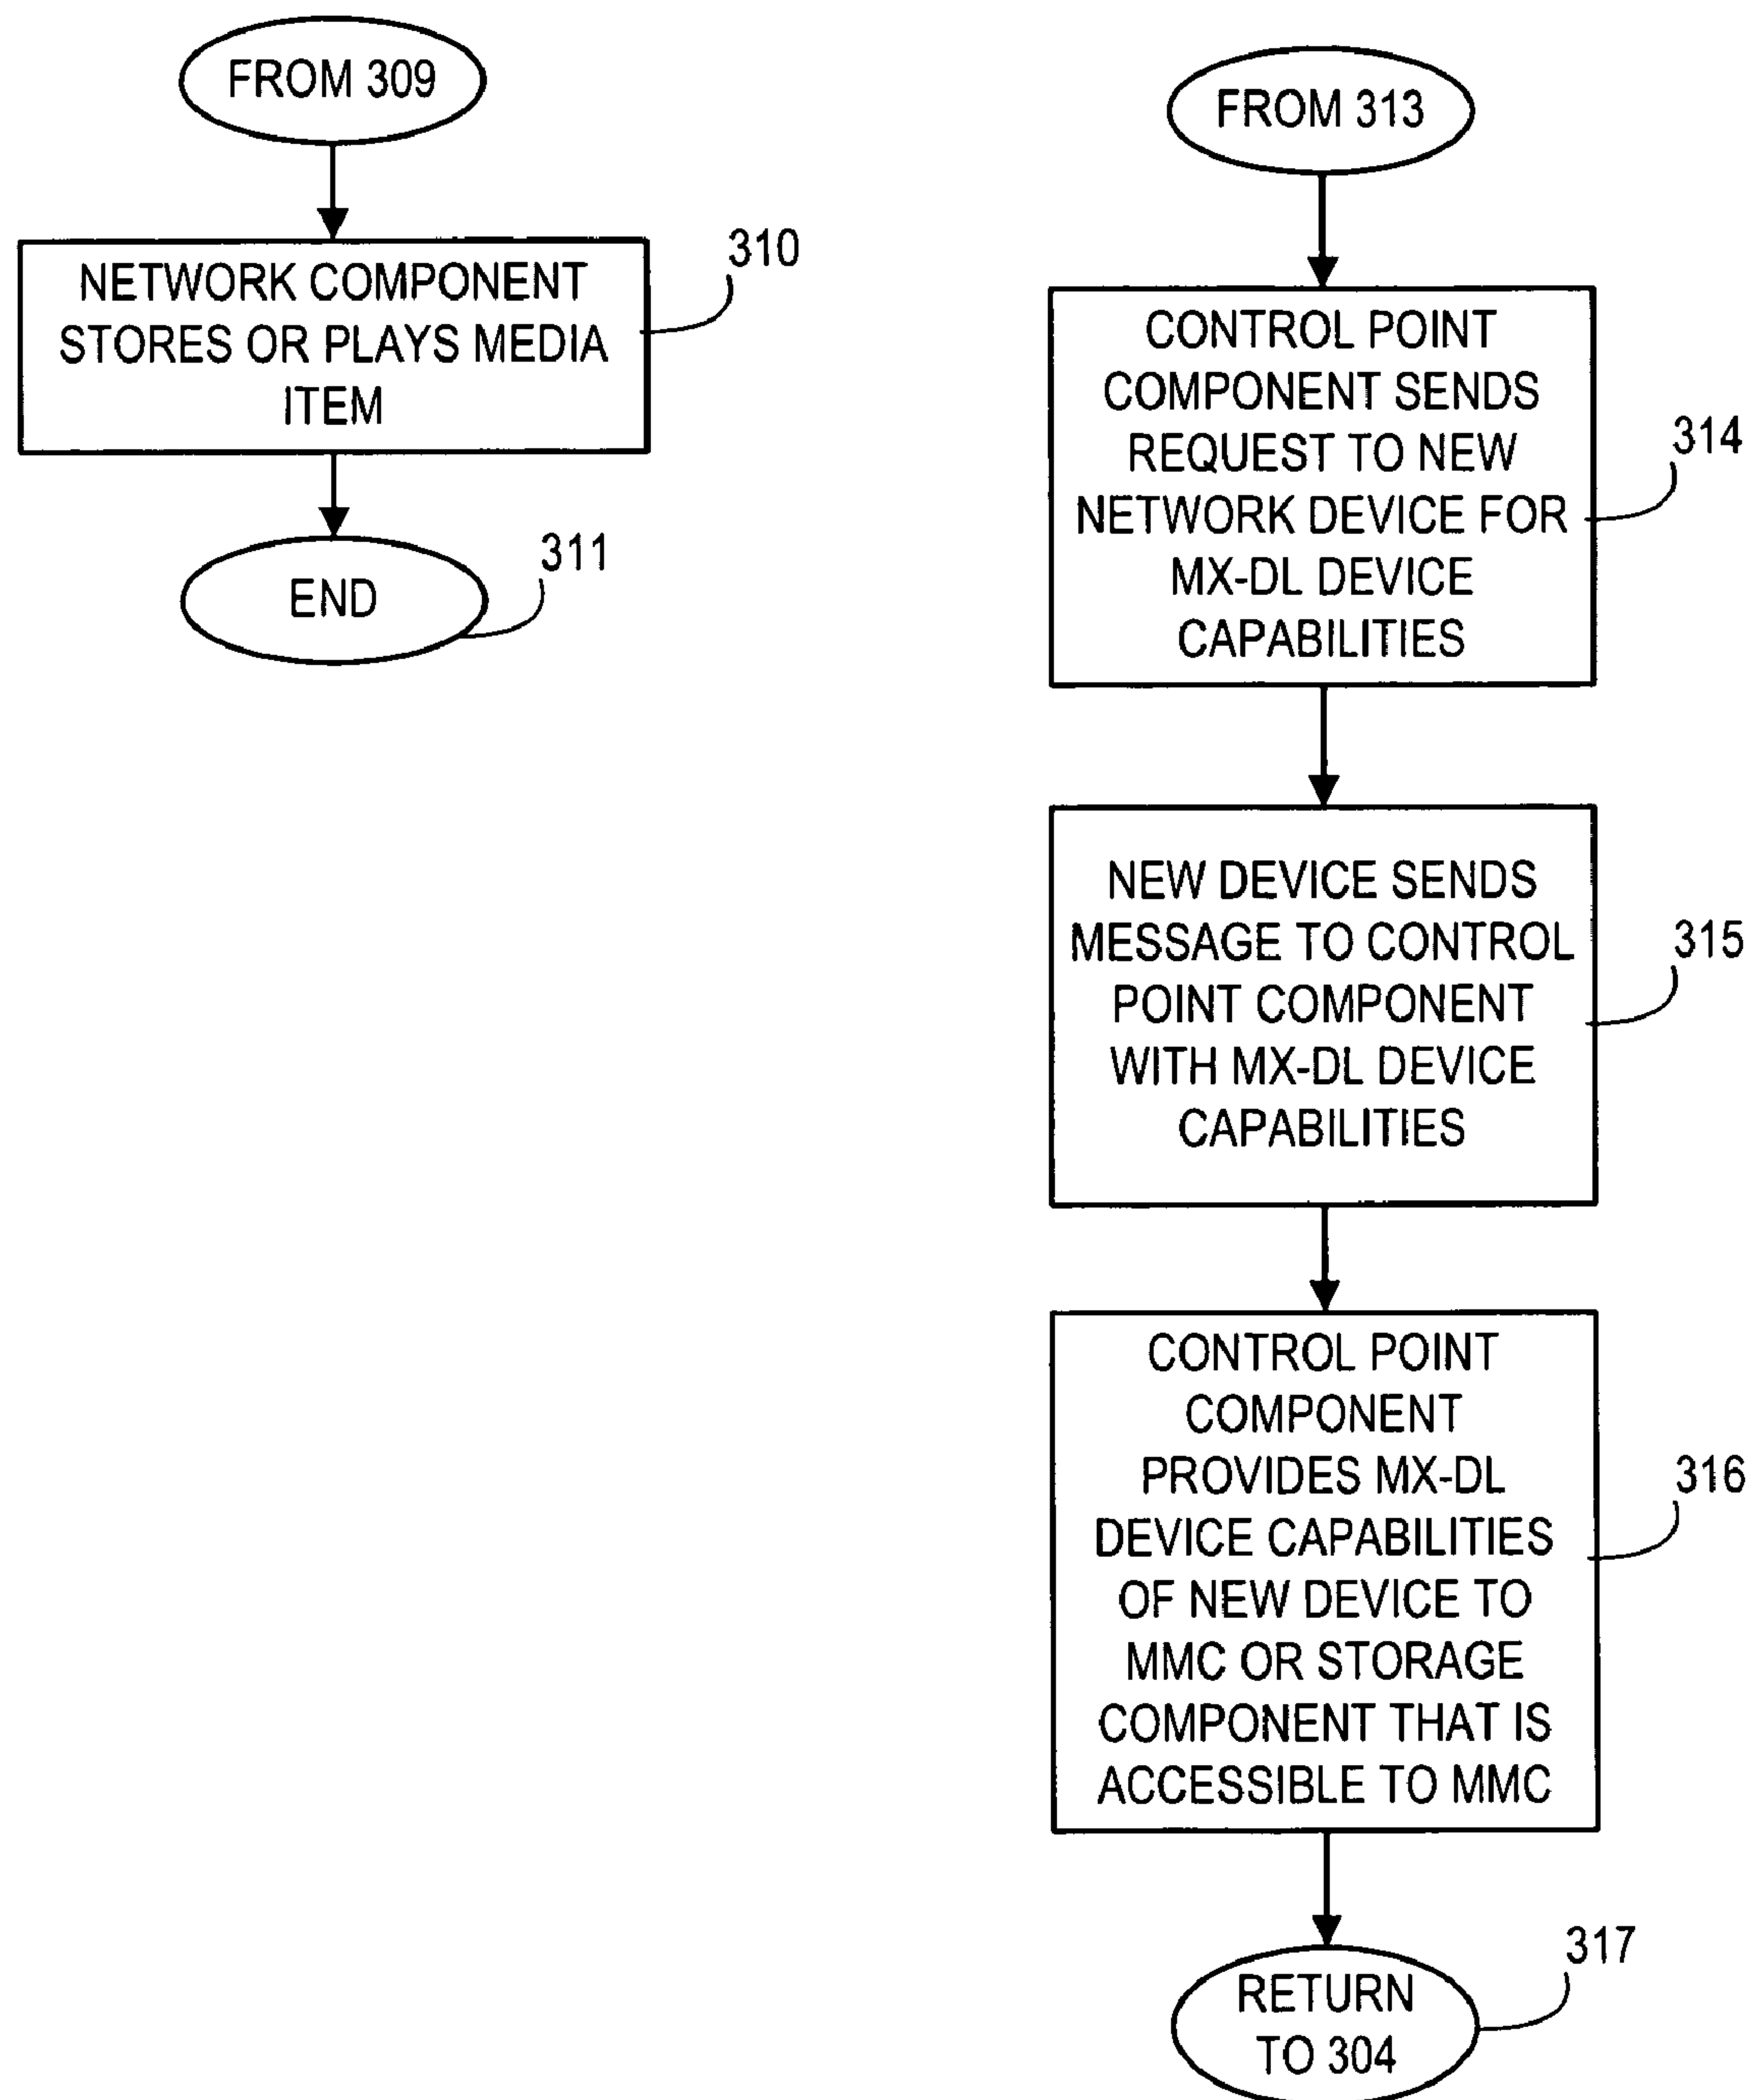 FROM 309
NETWORK COMPONENT
STORES OR PLAYS MEDIA
ITEM
310
END
311
FROM 313
CONTROL POINT
COMPONENT SENDS
REQUEST TO NEW
NETWORK DEVICE FOR
MX-DL DEVICE
CAPABILITIES
314
NEW DEVICE SENDS
MESSAGE TO CONTROL
POINT COMPONENT
WITH MX-DL DEVICE
CAPABILITIES
315
CONTROL POINT
COMPONENT
PROVIDES MX-DL
DEVICE CAPABILITIES
OF NEW DEVICE TO
MMC OR STORAGE
COMPONENT THAT IS
ACCESSIBLE TO MMC
316
RETURN
TO 304
317